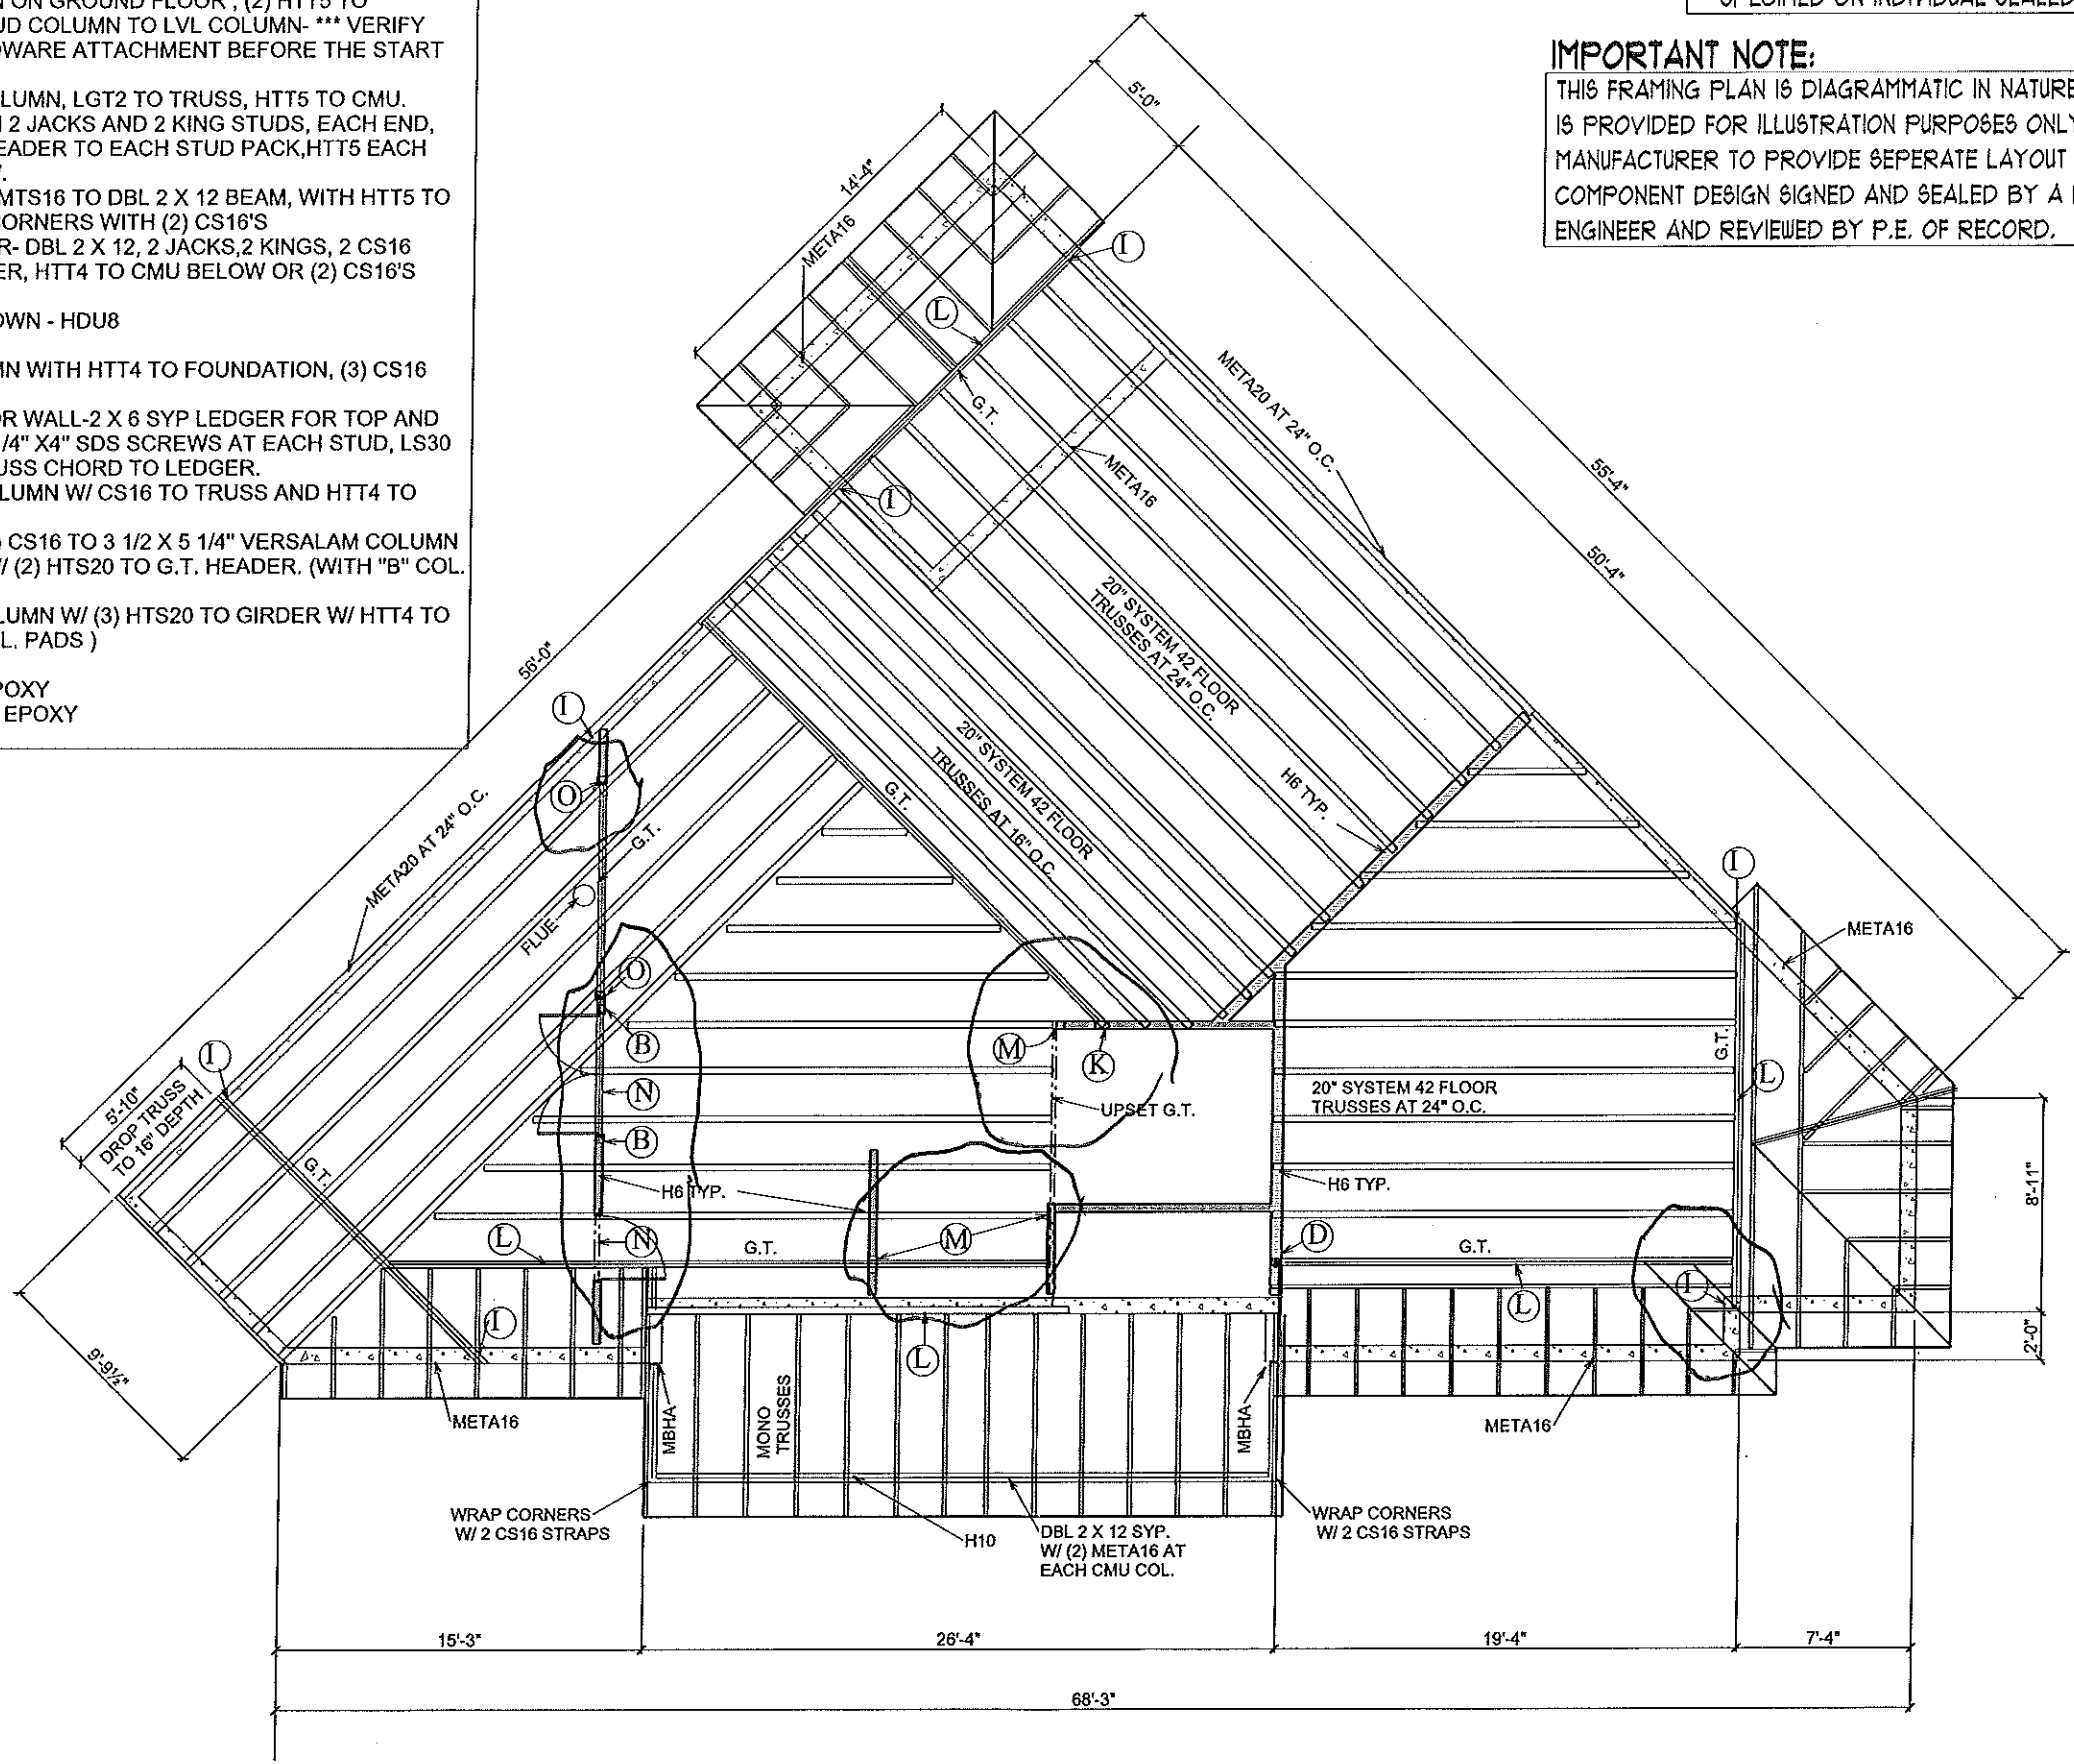 ON GROUND FLOOR , (2) HTT5 TO
UD COLUMN TO LVL COLUMN- *** VERIFY
WARE ATTACHMENT BEFORE THE START
LUMN, LGT2 TO TRUSS, HTT5 TO CMU.
2 JACKS AND 2 KING STUDS, EACH END,
EADER TO EACH STUD PACK,HTT5 EACH
MTS16 TO DBL 2 X 12 BEAM, WITH HTT5 TO
CORNERS WITH (2) CS16'S
R- DBL 2 X 12, 2 JACKS,2 KINGS, 2 CS16
ER, HTT4 TO CMU BELOW OR (2) CS16'S
OWN - HDU8
MN WITH HTT4 TO FOUNDATION, (3) CS16
OR WALL-2 X 6 SYP LEDGER FOR TOP AND
/4" X4" SDS SCREWS AT EACH STUD, LS30
USS CHORD TO LEDGER.
LUMN W/ CS16 TO TRUSS AND HTT4 TO
CS16 TO 3 1/2 X 5 1/4" VERSALAM COLUMN
/ (2) HTS20 TO G.T. HEADER. (WITH "B" COL.
LUMN W/ (3) HTS20 TO GIRDER W/ HTT4 TO
L. PADS )
POXY
EPOXY
IMPORTANT NOTE:
THIS FRAMING PLAN IS DIAGRAMMATIC IN NATURE
IS PROVIDED FOR ILLUSTRATION PURPOSES ONLY
MANUFACTURER TO PROVIDE SEPERATE LAYOUT
COMPONENT DESIGN SIGNED AND SEALED BY A
ENGINEER AND REVIEWED BY P.E. OF RECORD.
5'-0"
14'-4"
META16
I
L
G.T.
META20 AT 24" O.C.
META16
I
55'-4"
50'-4"
20" SYSTEM 42 FLOOR
TRUSSES AT 24" O.C.
56'-0"
I
20" SYSTEM 42 FLOOR
TRUSSES AT 16" O.C.
G.T.
H6 TYP.
O
META20 AT 24" O.C.
G.T.
FLUE
I
META16
O
B
M
K
G.T.
L
I
5'-10"
DROP TRUSS
TO 16" DEPTH
N
UPSET G.T.
20" SYSTEM 42 FLOOR
TRUSSES AT 24" O.C.
B
G.T.
H6 TYP.
H6 TYP.
8'-11"
L
N
G.T.
M
D
G.T.
I
L
I
L
2'-0"
9'-9½"
META16
MBHA
MONO
TRUSSES
MBHA
META16
WRAP CORNERS
W/ 2 CS16 STRAPS
H10
DBL 2 X 12 SYP.
W/ (2) META16 AT
EACH CMU COL.
WRAP CORNERS
W/ 2 CS16 STRAPS
15'-3"
26'-4"
19'-4"
7'-4"
68'-3"